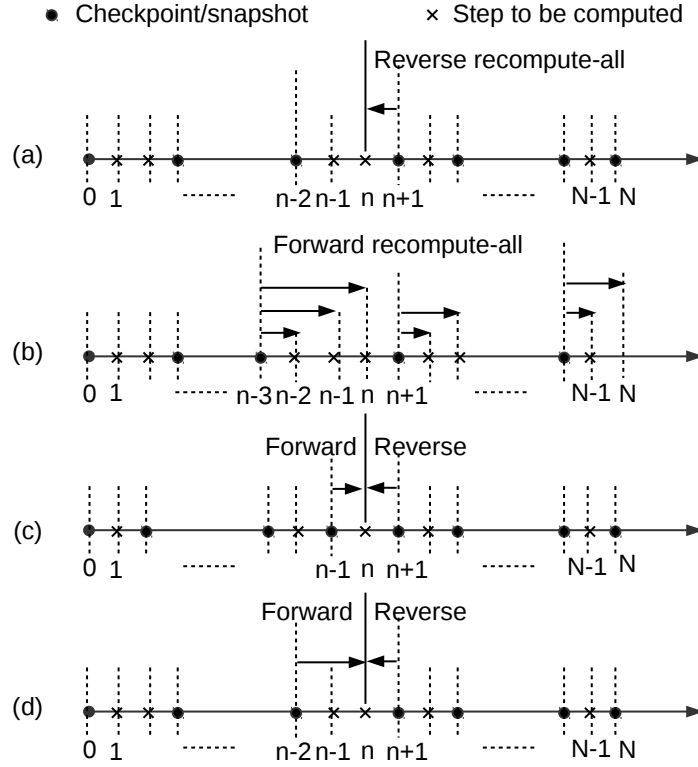 Checkpoint/snapshot Step to be computed
Reverse recompute-all
(a)
0 1 ........ n-2 n-1 n n+1 ........ N-1 N
Forward recompute-all
(b)
0 1 ........ n-3 n-2 n-1 n n+1 ........ N-1 N
Forward Reverse
(c)
0 1 ........ n-1 n n+1 ........ N-1 N
Forward Reverse
(d)
0 1 ........ n-2 n-1 n n+1 ........ N-1 N